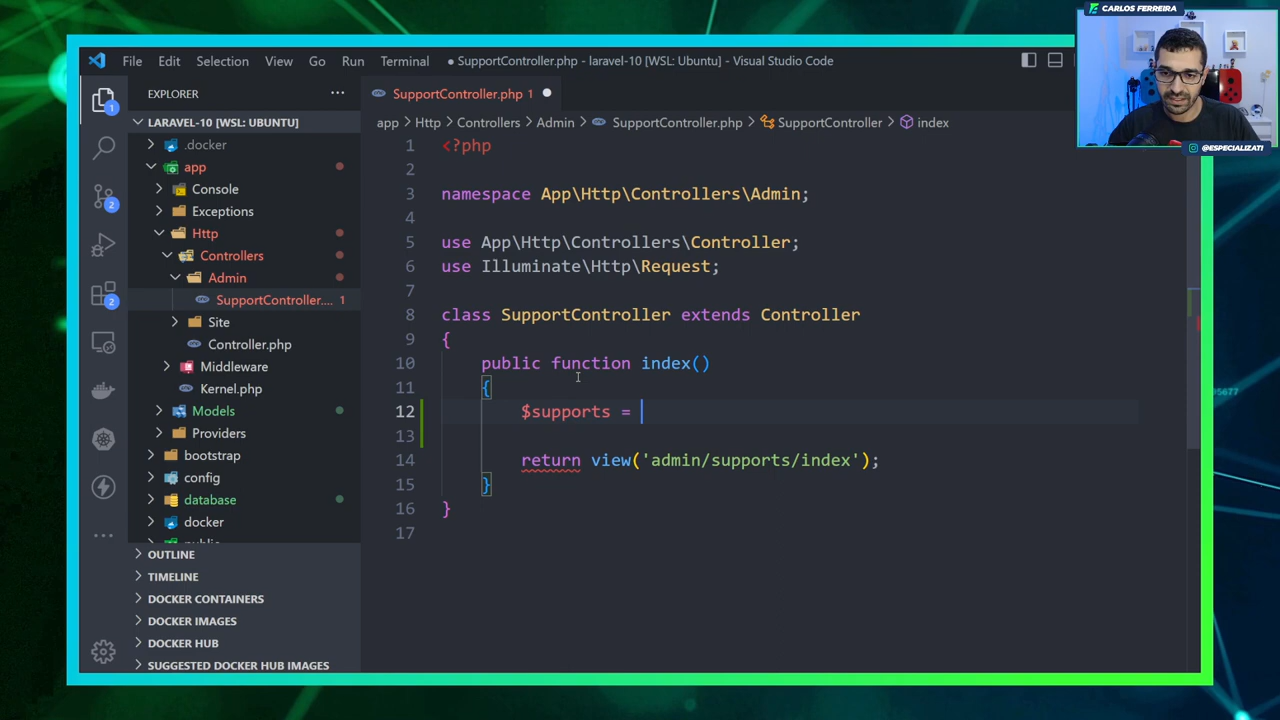 CARLOS FERREIRA
File Edit Selection View Go Run Terminal
● SupportController.php - laravel-10 [WSL: Ubuntu] - Visual Studio Code
EXPLORER ...
SupportController.php 1 ●
LARAVEL-10 [WSL: UBUNTU]
app > Http > Controllers > Admin > SupportController.php > SupportController > index
@ESPECIALIZATI
.docker
app
Console
Exceptions
Http
Controllers
Admin
SupportController.... 1
Site
Controller.php
Middleware
Kernel.php
Models
Providers
bootstrap
config
database
docker
OUTLINE
TIMELINE
DOCKER CONTAINERS
DOCKER IMAGES
DOCKER HUB
SUGGESTED DOCKER HUB IMAGES
1
2
2
1 <?php
2
3 namespace App\Http\Controllers\Admin;
4
5 use App\Http\Controllers\Controller;
6 use Illuminate\Http\Request;
7
8 class SupportController extends Controller
9 {
10 public function index()
11 {
12 $supports =
13
14 return view('admin/supports/index');
15 }
16 }
17